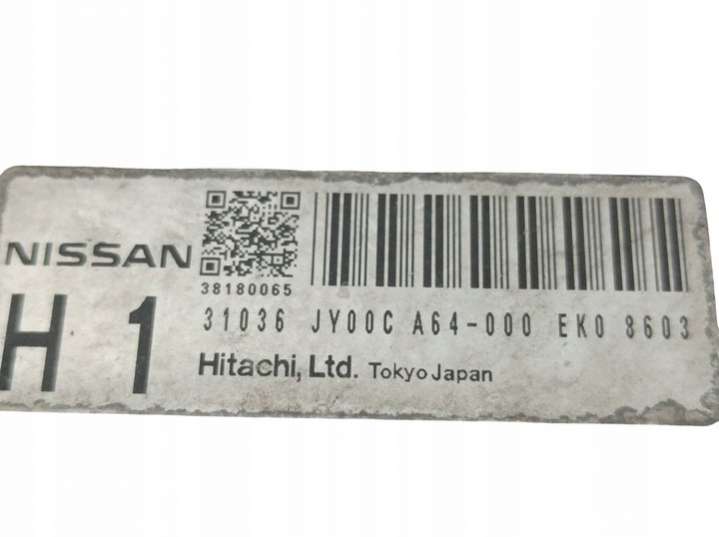 NISSAN
38180065
H 1
31036 JY00C A64-000 EK0 8603
Hitachi, Ltd. Tokyo Japan